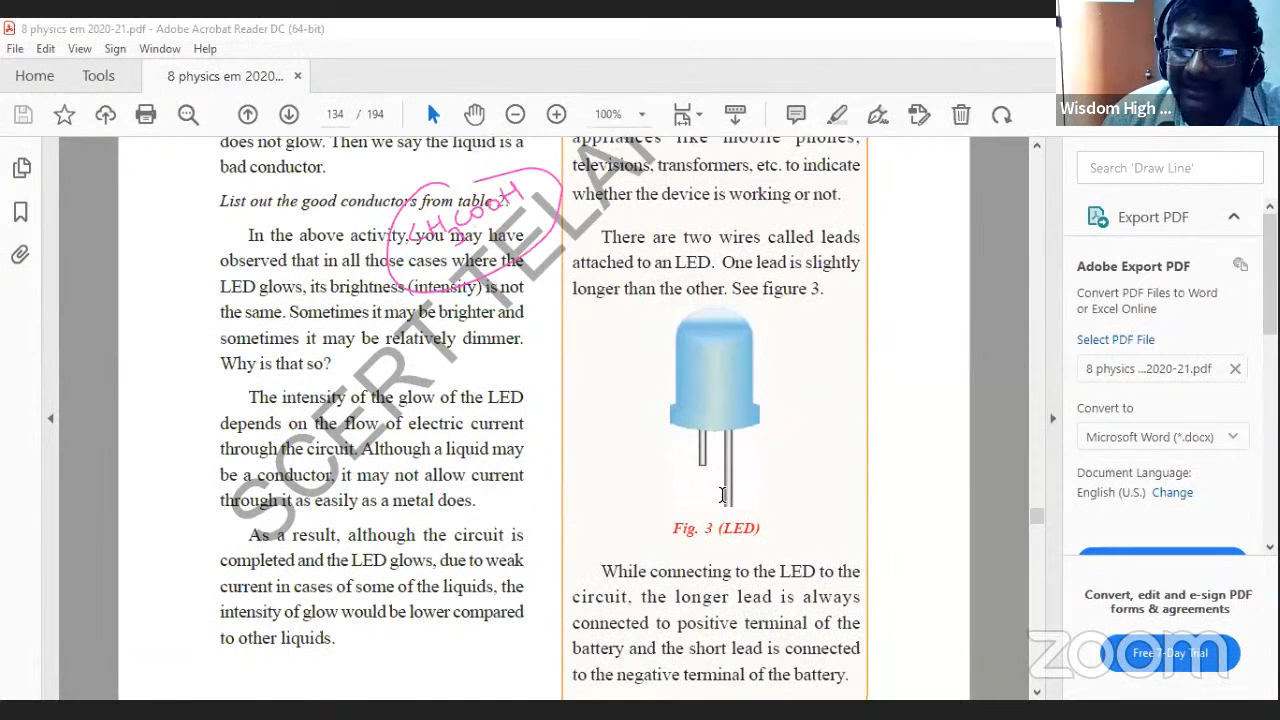 8 physics em 2020-21.pdf - Adobe Acrobat Reader DC (64-bit)
File Edit View Sign Window Help
Home Tools 8 physics em 2020... ×
134 / 194 100%
Wisdom High ...
does not glow. Then we say the liquid is a
bad conductor.
List out the good conductors from table 2.
In the above activity, you may have
observed that in all those cases where the
LED glows, its brightness (intensity) is not
the same. Sometimes it may be brighter and
sometimes it may be relatively dimmer.
Why is that so?
The intensity of the glow of the LED
depends on the flow of electric current
through the circuit. Although a liquid may
be a conductor, it may not allow current
through it as easily as a metal does.
As a result, although the circuit is
completed and the LED glows, due to weak
current in cases of some of the liquids, the
intensity of glow would be lower compared
to other liquids.
CH3COOH
SCERT TELAN
appliances like mobile phones,
televisions, transformers, etc. to indicate
whether the device is working or not.
There are two wires called leads
attached to an LED. One lead is slightly
longer than the other. See figure 3.
Fig. 3 (LED)
While connecting to the LED to the
circuit, the longer lead is always
connected to positive terminal of the
battery and the short lead is connected
to the negative terminal of the battery.
Search 'Draw Line'
Export PDF
Adobe Export PDF
Convert PDF Files to Word
or Excel Online
Select PDF File
8 physics ...2020-21.pdf ×
Convert to
Microsoft Word (*.docx)
Document Language:
English (U.S.) Change
Convert, edit and e-sign PDF
forms & agreements
Free 7-Day Trial
zoom